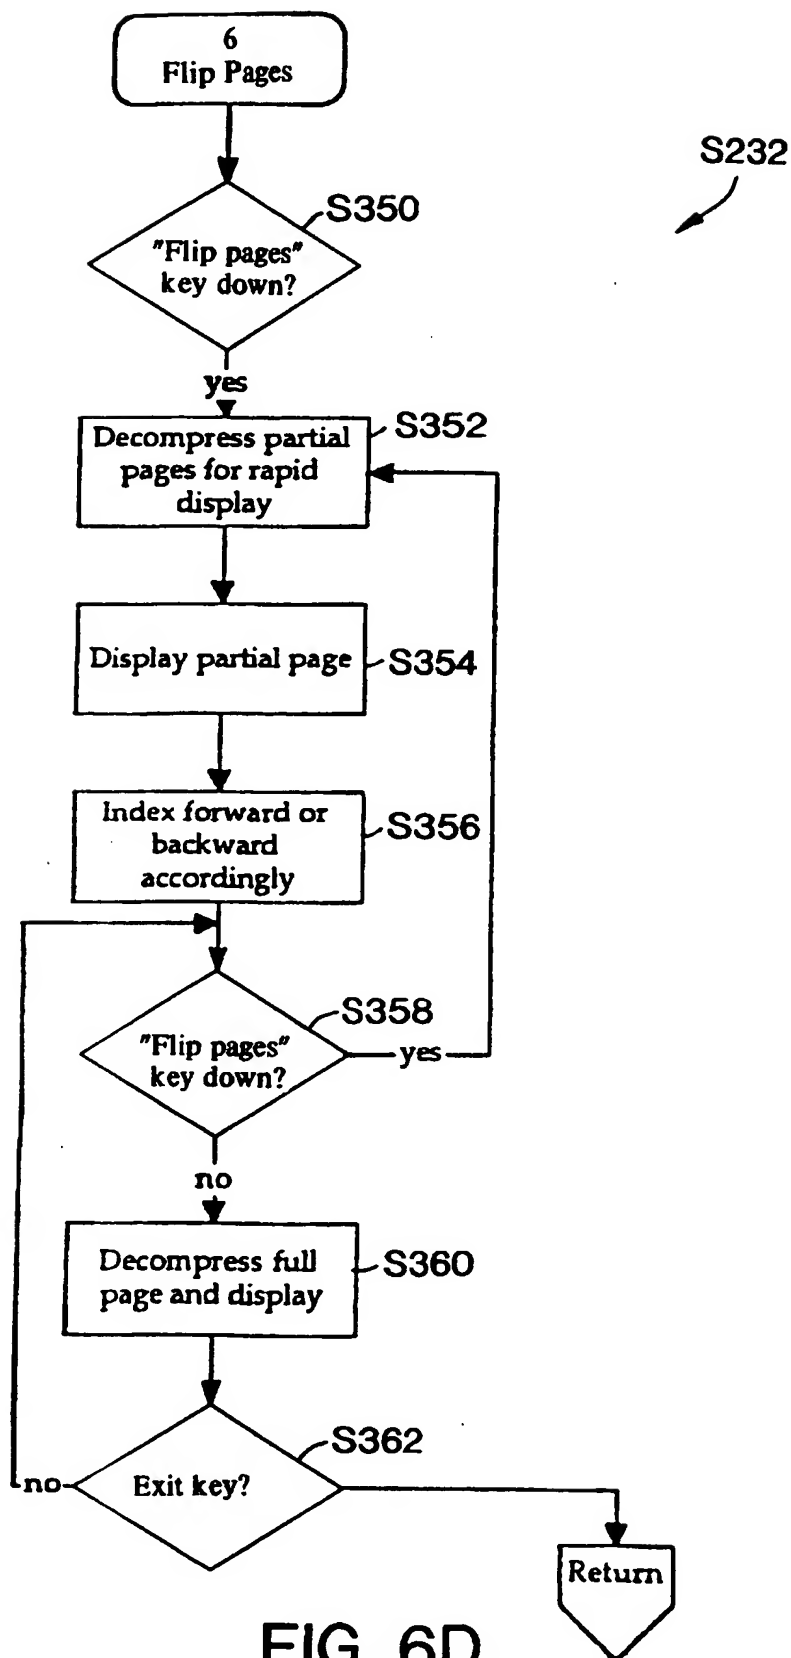 6
Flip Pages
S232
S350
"Flip pages"
key down?
yes
S352
Decompress partial
pages for rapid
display
Display partial page
S354
Index forward or
backward
accordingly
S356
S358
"Flip pages"
key down?
yes
no
Decompress full
page and display
S360
S362
Exit key?
no
Return
FIG. 6D